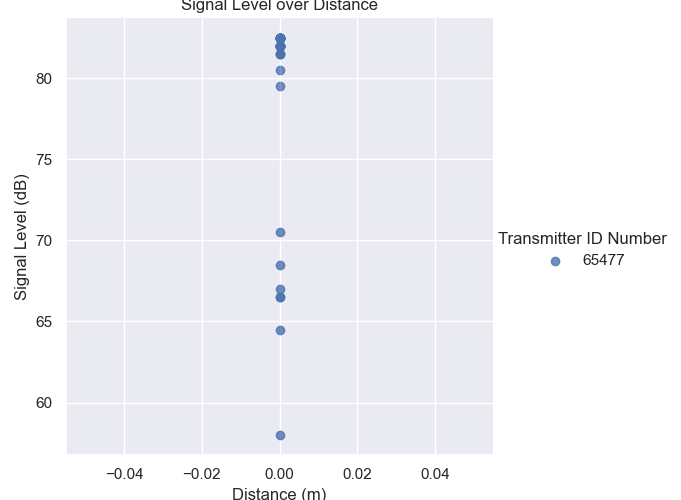 Signal Level over Distance
80
75
70
65
60
Signal Level (dB)
−0.04 −0.02 0.00 0.02 0.04
Distance (m)
Transmitter ID Number
65477